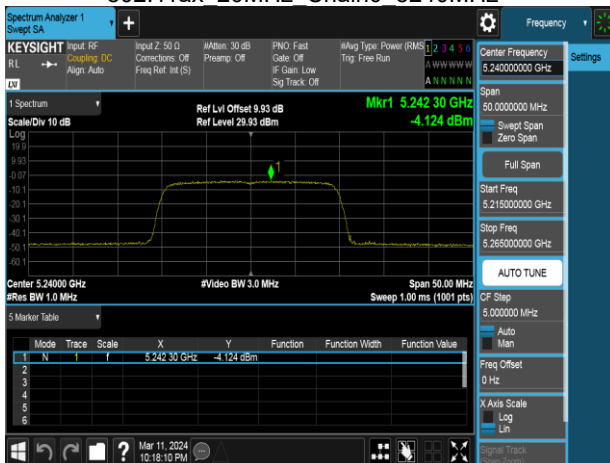 Spectrum Analyzer 1
Swept SA
+
Frequency
KEYSIGHT
RL
LXI
Input: RF
Coupling: DC
Align: Auto
Input Z: 50 Ω
Corrections: Off
Freq Ref: Int (S)
#Atten: 30 dB
Preamp: Off
PNO: Fast
Gate: Off
IF Gain: Low
Sig Track: Off
#Avg Type: Power (RMS
Trig: Free Run
1 2 3 4 5 6
A W W W W W
A N N N N N
1 Spectrum
Scale/Div 10 dB
Log
Ref Lvl Offset 9.93 dB
Ref Level 29.93 dBm
Mkr1 5.242 30 GHz
-4.124 dBm
19.9
9.93
-0.07
-10.1
-20.1
-30.1
-40.1
-50.1
-60.1
1
Center 5.24000 GHz
#Res BW 1.0 MHz
#Video BW 3.0 MHz
Span 50.00 MHz
Sweep 1.00 ms (1001 pts)
5 Marker Table
Mode Trace Scale X Y Function Function Width Function Value
1 N 1 f 5.242 30 GHz -4.124 dBm
2
3
4
5
6
Mar 11, 2024
10:18:10 PM
Center Frequency
5.240000000 GHz
Settings
Span
50.0000000 MHz
Swept Span
Zero Span
Full Span
Start Freq
5.215000000 GHz
Stop Freq
5.265000000 GHz
AUTO TUNE
CF Step
5.000000 MHz
Auto
Man
Freq Offset
0 Hz
X Axis Scale
Log
Lin
Signal Track
(Span Zoom)